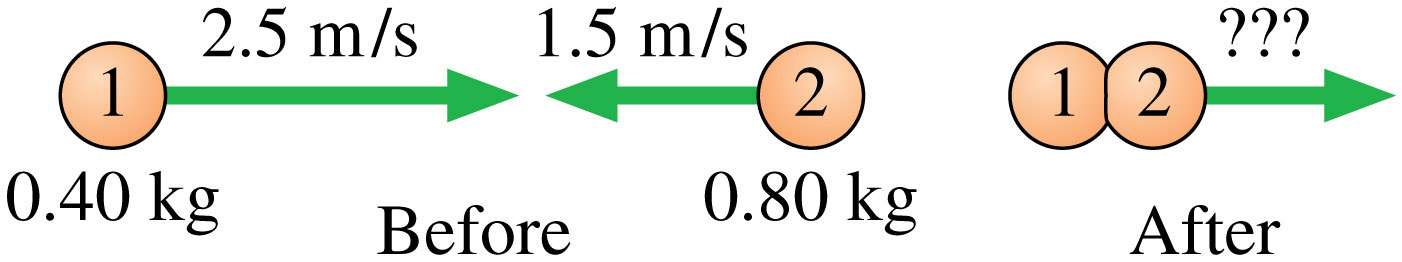 2.5 m/s 1.5 m/s ???
1 2 1 2
0.40 kg 0.80 kg
Before After